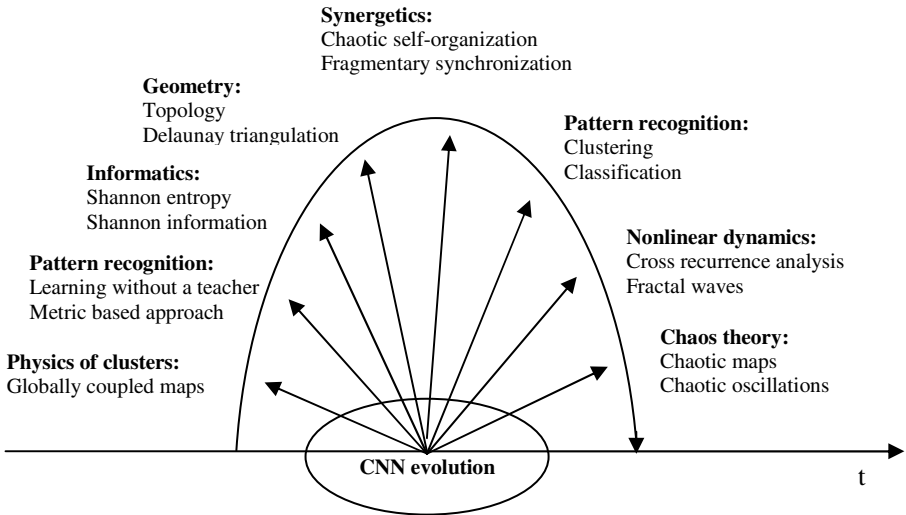 Synergetics:
Chaotic self-organization
Fragmentary synchronization
Geometry:
Topology
Delaunay triangulation
Pattern recognition:
Clustering
Classification
Informatics:
Shannon entropy
Shannon information
Nonlinear dynamics:
Cross recurrence analysis
Fractal waves
Pattern recognition:
Learning without a teacher
Metric based approach
Chaos theory:
Chaotic maps
Chaotic oscillations
Physics of clusters:
Globally coupled maps
CNN evolution
t